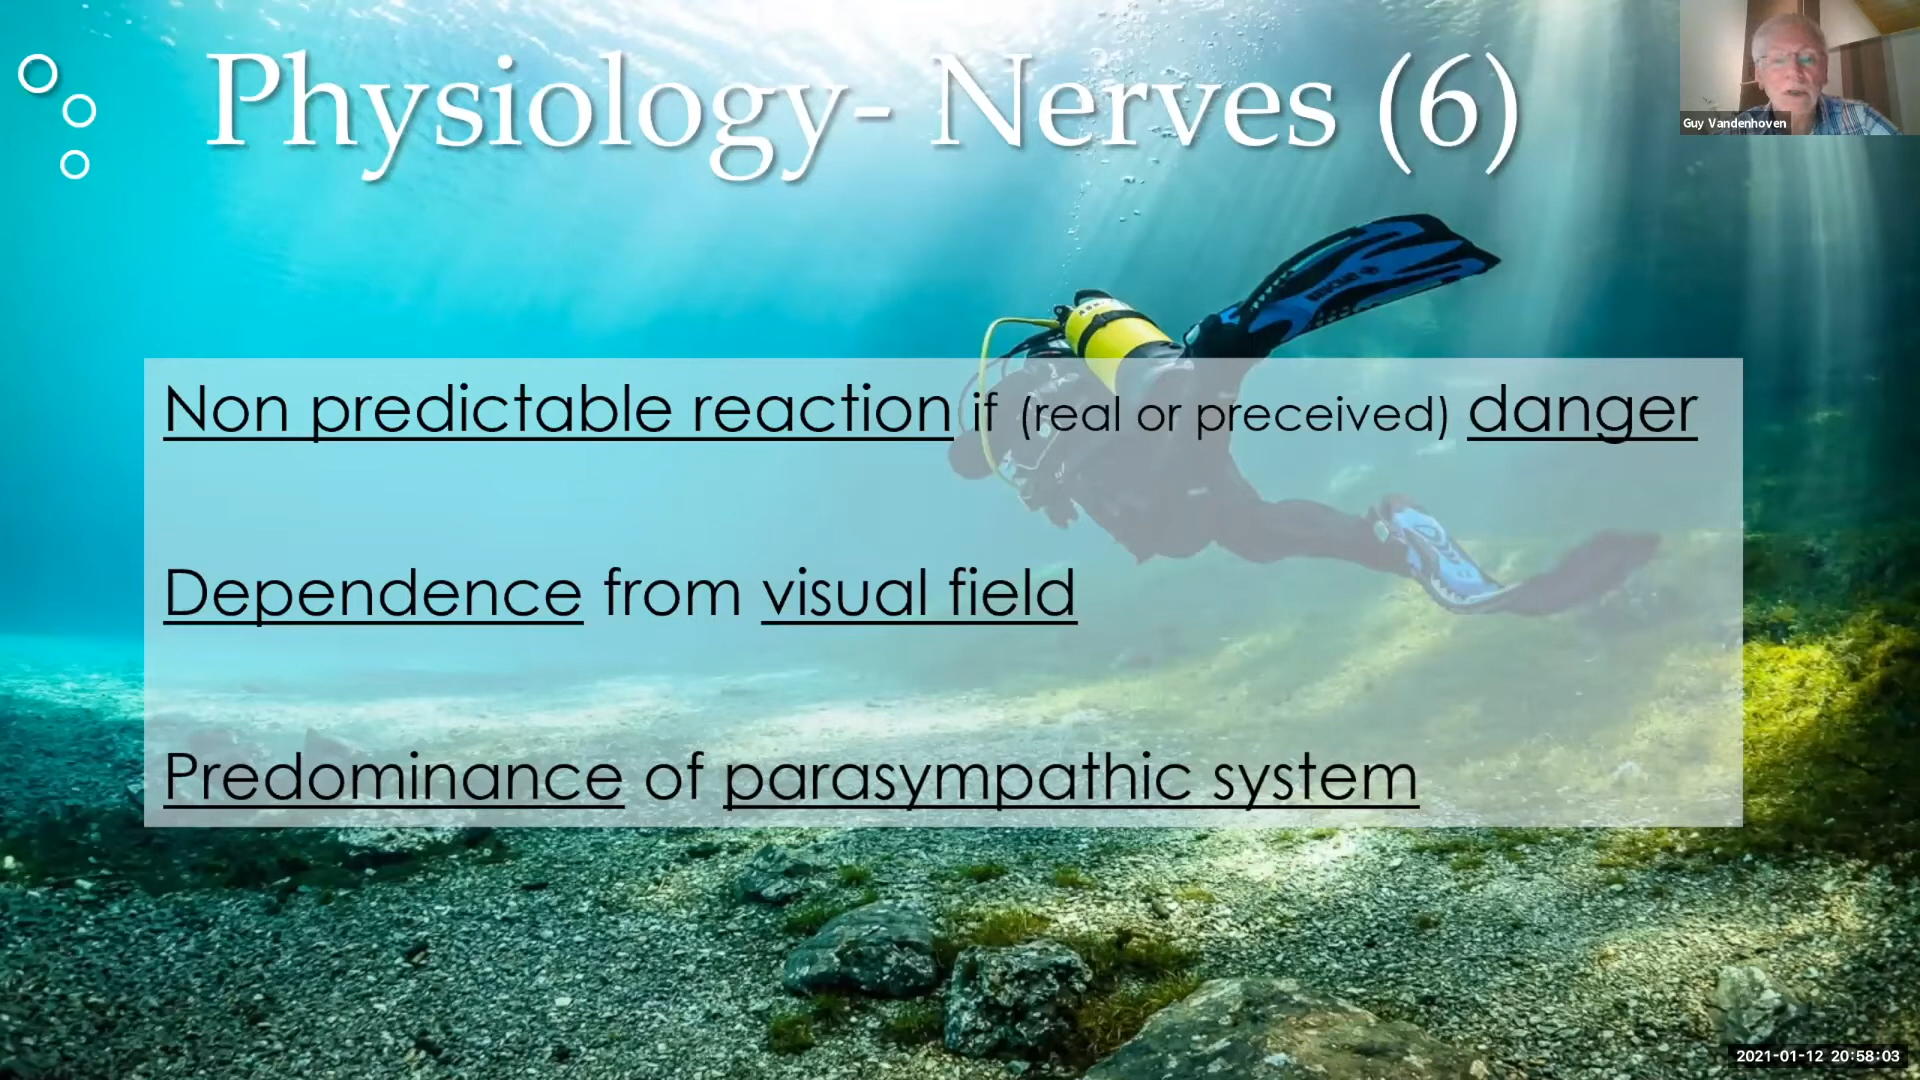 Physiology- Nerves (6)
Guy Vandenhoven
Non predictable reaction if (real or preceived) danger
Dependence from visual field
Predominance of parasympathic system
2021-01-12 20:58:03